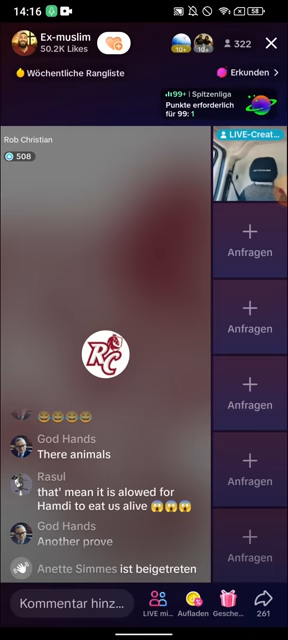 14:16
58
Ex-muslim
50.2K Likes
10+
10+
322
Wöchentliche Rangliste
Erkunden
99+ | Spitzenliga
Punkte erforderlich
für 99: 1
Rob Christian
508
LIVE-Creat...
Anfragen
Anfragen
Anfragen
Anfragen
Anfragen
RC
😂😂😂😂
God Hands
There animals
Rasul
that' mean it is alowed for
Hamdi to eat us alive 😱😱😱
God Hands
Another prove
Anette Simmes ist beigetreten
Kommentar hinz...
LIVE mi...
Aufladen
Gesche...
261